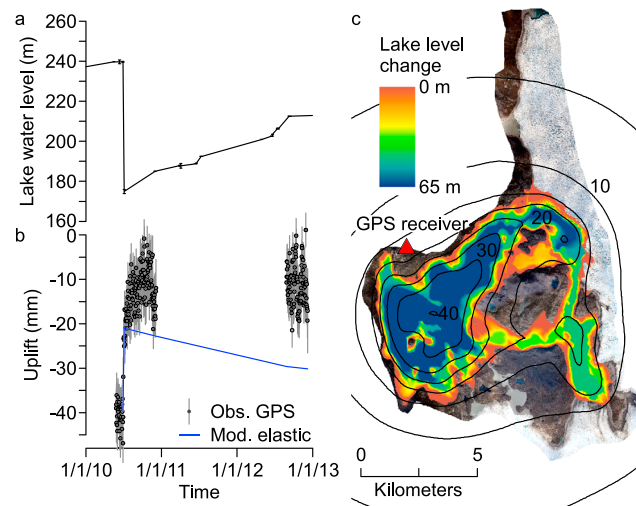 a
Lake water level (m)
260
240
220
200
180
160
b
Uplift (mm)
0
-10
-20
-30
-40
Obs. GPS
Mod. elastic
1/1/10 1/1/11 1/1/12 1/1/13
Time
c
Lake level
change
0 m
65 m
GPS receiver
10
20
30
40
0 5
Kilometers